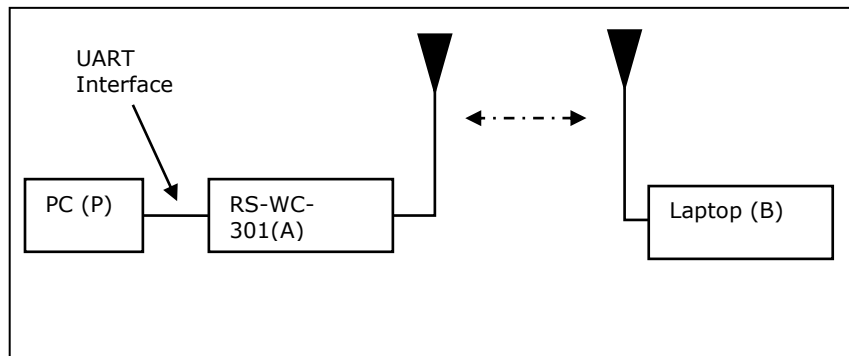 UART
Interface
PC (P)
RS-WC-
301(A)
Laptop (B)